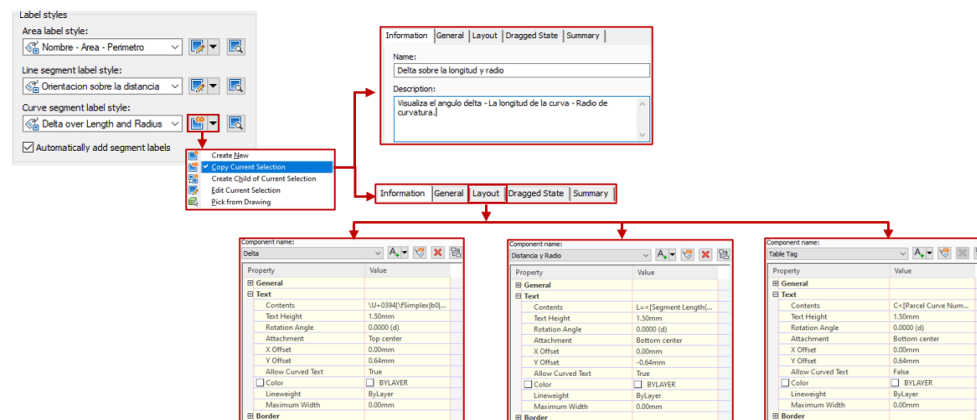 Label styles
Area label style:
Nombre - Area - Perimetro
Line segment label style:
Orientacion sobre la distancia
Curve segment label style:
Delta over Length and Radius
Automatically add segment labels
Create New
Copy Current Selection
Create Child of Current Selection
Edit Current Selection
Pick from Drawing
Information General Layout Dragged State Summary
Name:
Delta sobre la longitud y radio
Description:
Visualiza el angulo delta - La longitud de la curva - Radio de
curvatura.
Information General Layout Dragged State Summary
Component name:
Delta
Property Value
General
Text
Contents \U+0394{\fSimplex|b0|...
Text Height 1.50mm
Rotation Angle 0.0000 (d)
Attachment Top center
X Offset 0.00mm
Y Offset 0.64mm
Allow Curved Text True
Color BYLAYER
Lineweight ByLayer
Maximum Width 0.00mm
Border
Component name:
Distancia y Radio
Property Value
General
Text
Contents L=<[Segment Length(...
Text Height 1.50mm
Rotation Angle 0.0000 (d)
Attachment Bottom center
X Offset 0.00mm
Y Offset -0.64mm
Allow Curved Text True
Color BYLAYER
Lineweight ByLayer
Maximum Width 0.00mm
Border
Component name:
Table Tag
Property Value
General
Text
Contents C<[Parcel Curve Num...
Text Height 1.50mm
Rotation Angle 0.0000 (d)
Attachment Bottom center
X Offset 0.00mm
Y Offset 0.64mm
Allow Curved Text False
Color BYLAYER
Lineweight ByLayer
Maximum Width 0.00mm
Border